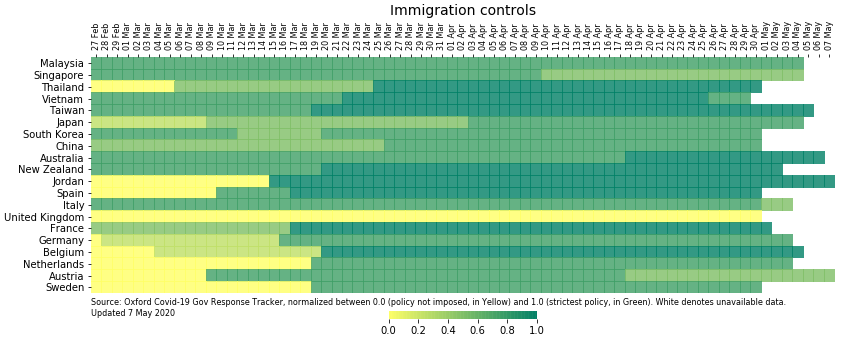 Immigration controls
27 Feb 28 Feb 29 Feb 01 Mar 02 Mar 03 Mar 04 Mar 05 Mar 06 Mar 07 Mar 08 Mar 09 Mar 10 Mar 11 Mar 12 Mar 13 Mar 14 Mar 15 Mar 16 Mar 17 Mar 18 Mar 19 Mar 20 Mar 21 Mar 22 Mar 23 Mar 24 Mar 25 Mar 26 Mar 27 Mar 28 Mar 29 Mar 30 Mar 31 Mar 01 Apr 02 Apr 03 Apr 04 Apr 05 Apr 06 Apr 07 Apr 08 Apr 09 Apr 10 Apr 11 Apr 12 Apr 13 Apr 14 Apr 15 Apr 16 Apr 17 Apr 18 Apr 19 Apr 20 Apr 21 Apr 22 Apr 23 Apr 24 Apr 25 Apr 26 Apr 27 Apr 28 Apr 29 Apr 30 Apr 01 May 02 May 03 May 04 May 05 May 06 May 07 May
Malaysia
Singapore
Thailand
Vietnam
Taiwan
Japan
South Korea
China
Australia
New Zealand
Jordan
Spain
Italy
United Kingdom
France
Germany
Belgium
Netherlands
Austria
Sweden
Source: Oxford Covid-19 Gov Response Tracker, normalized between 0.0 (policy not imposed, in Yellow) and 1.0 (strictest policy, in Green). White denotes unavailable data.
Updated 7 May 2020
0.0 0.2 0.4 0.6 0.8 1.0